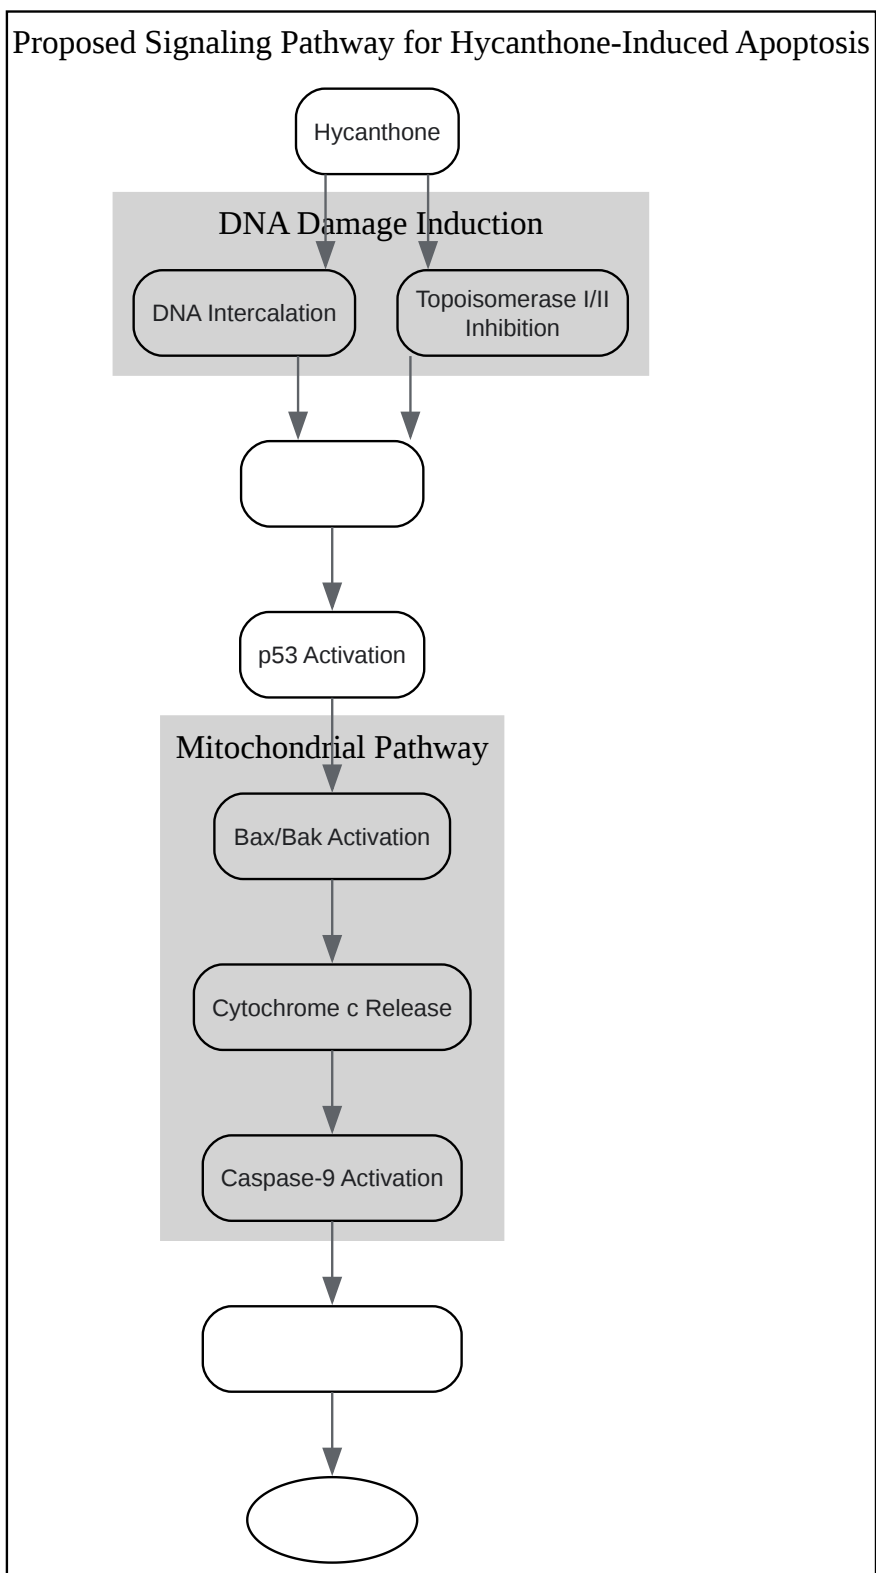 Proposed Signaling Pathway for Hycanthone-Induced Apoptosis
Hycanthone
DNA Damage Induction
DNA Intercalation
Topoisomerase I/II
Inhibition
p53 Activation
Mitochondrial Pathway
Bax/Bak Activation
Cytochrome c Release
Caspase-9 Activation